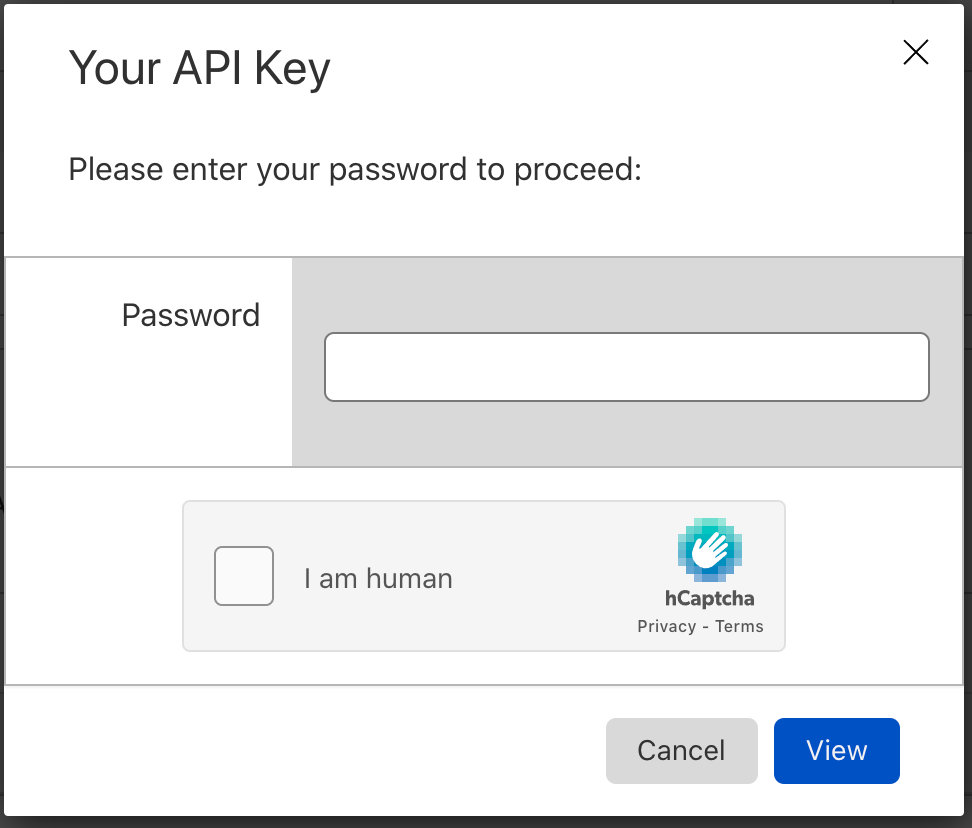 Your API Key
Please enter your password to proceed:
Password
I am human
hCaptcha
Privacy - Terms
Cancel
View